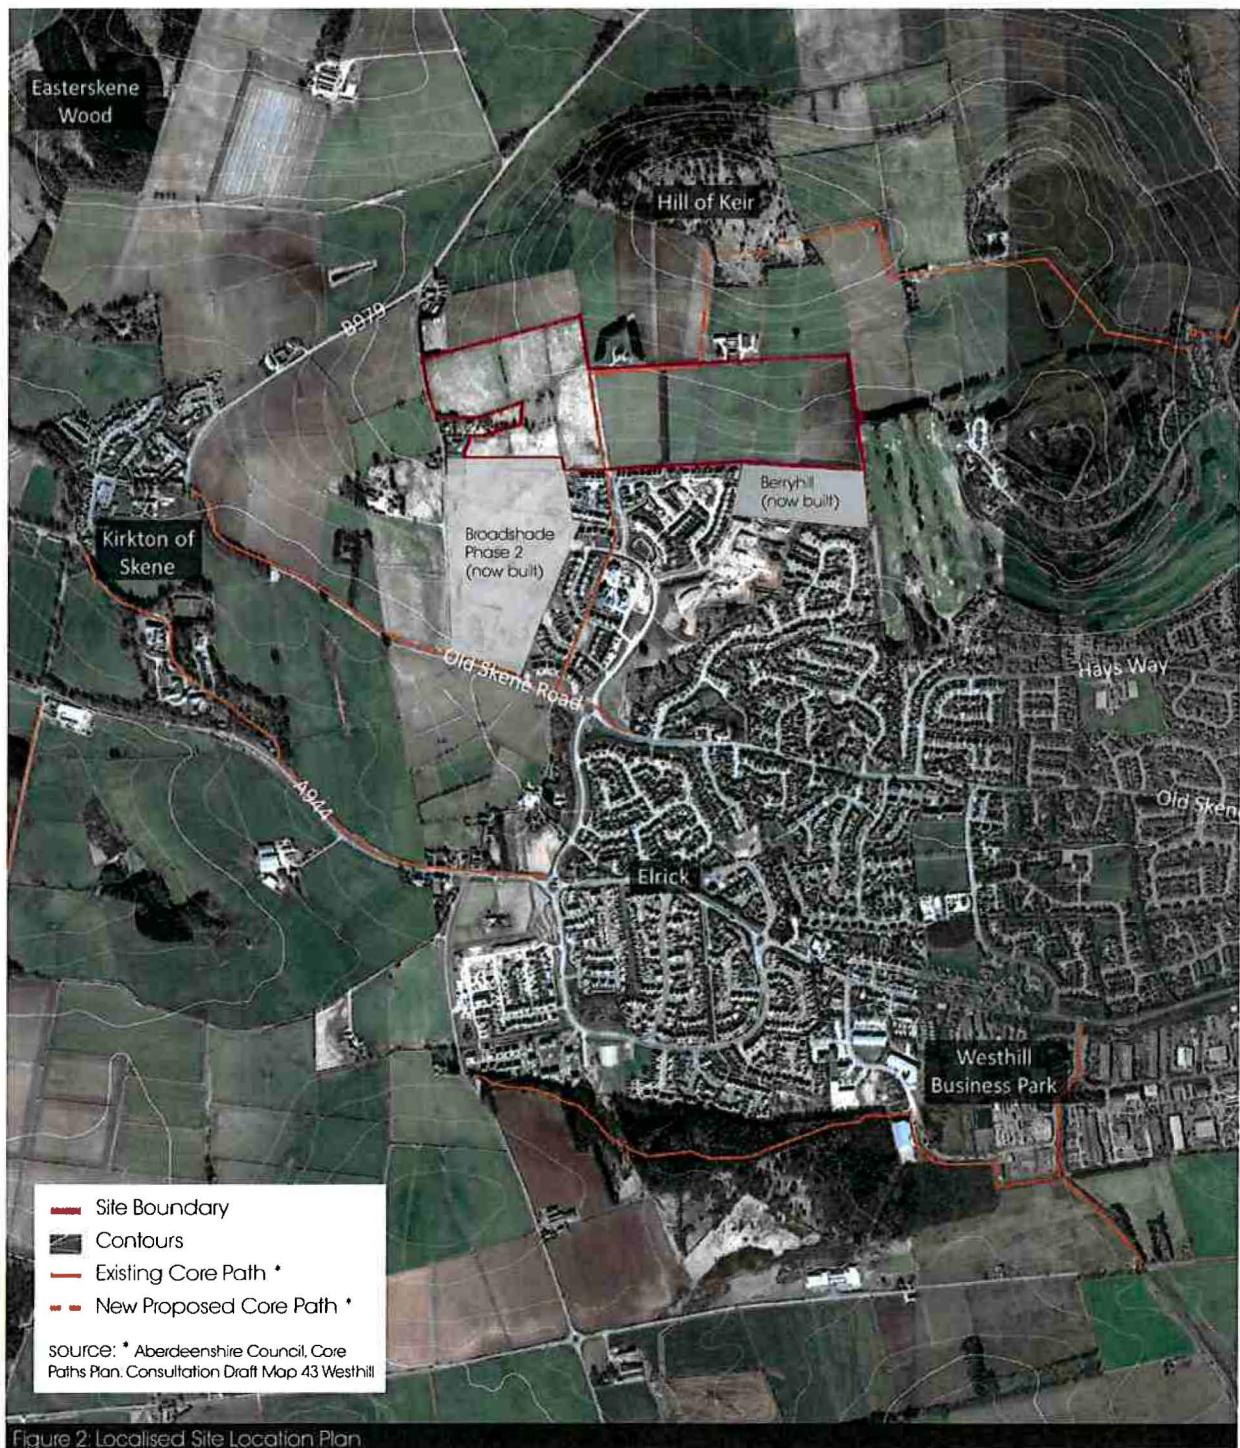 Easterskene
Wood
Hill of Keir
B979
Berryhill
(now built)
Kirkton of
Skene
Broadshade
Phase 2
(now built)
Old Skene Road
Hays Way
A944
Old Skene
Elrick
Westhill
Business Park
Site Boundary
Contours
Existing Core Path *
New Proposed Core Path *
source: * Aberdeenshire Council, Core
Paths Plan: Consultation Draft Map 43 Westhill
Figure 2: Localised Site Location Plan